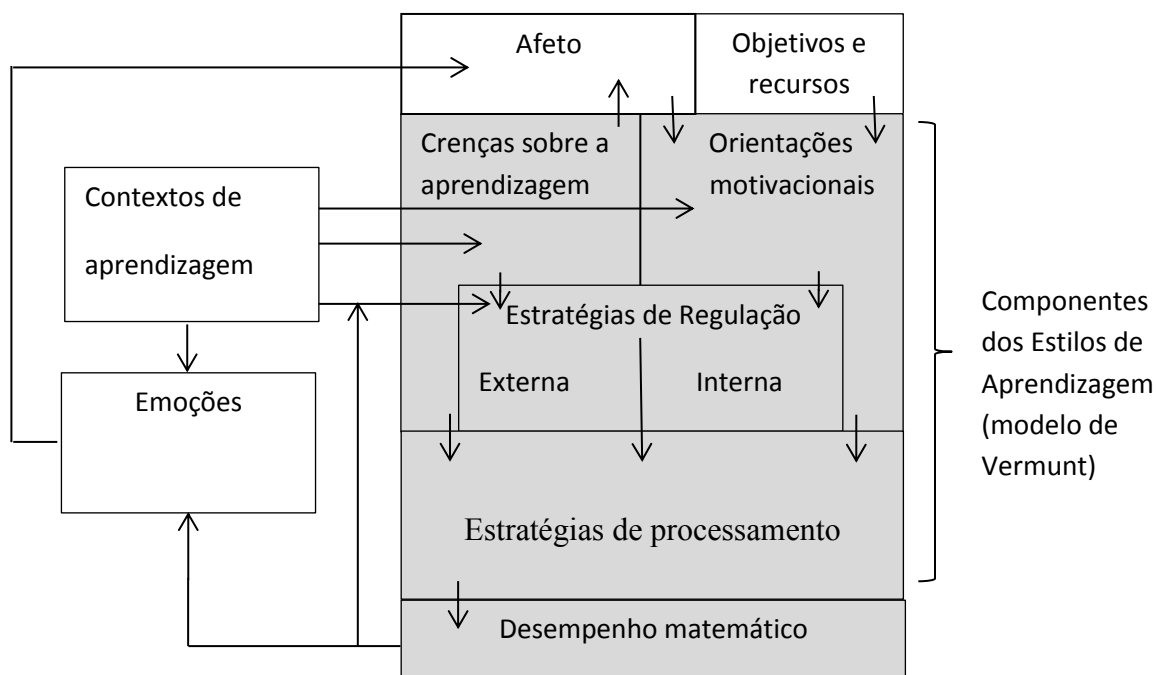 Afeto
Objetivos e
recursos
Crenças sobre a
aprendizagem
Orientações
motivacionais
Contextos de
aprendizagem
Estratégias de Regulação
Externa
Interna
Emoções
Componentes
dos Estilos de
Aprendizagem
(modelo de
Vermunt)
Estratégias de processamento
Desempenho matemático